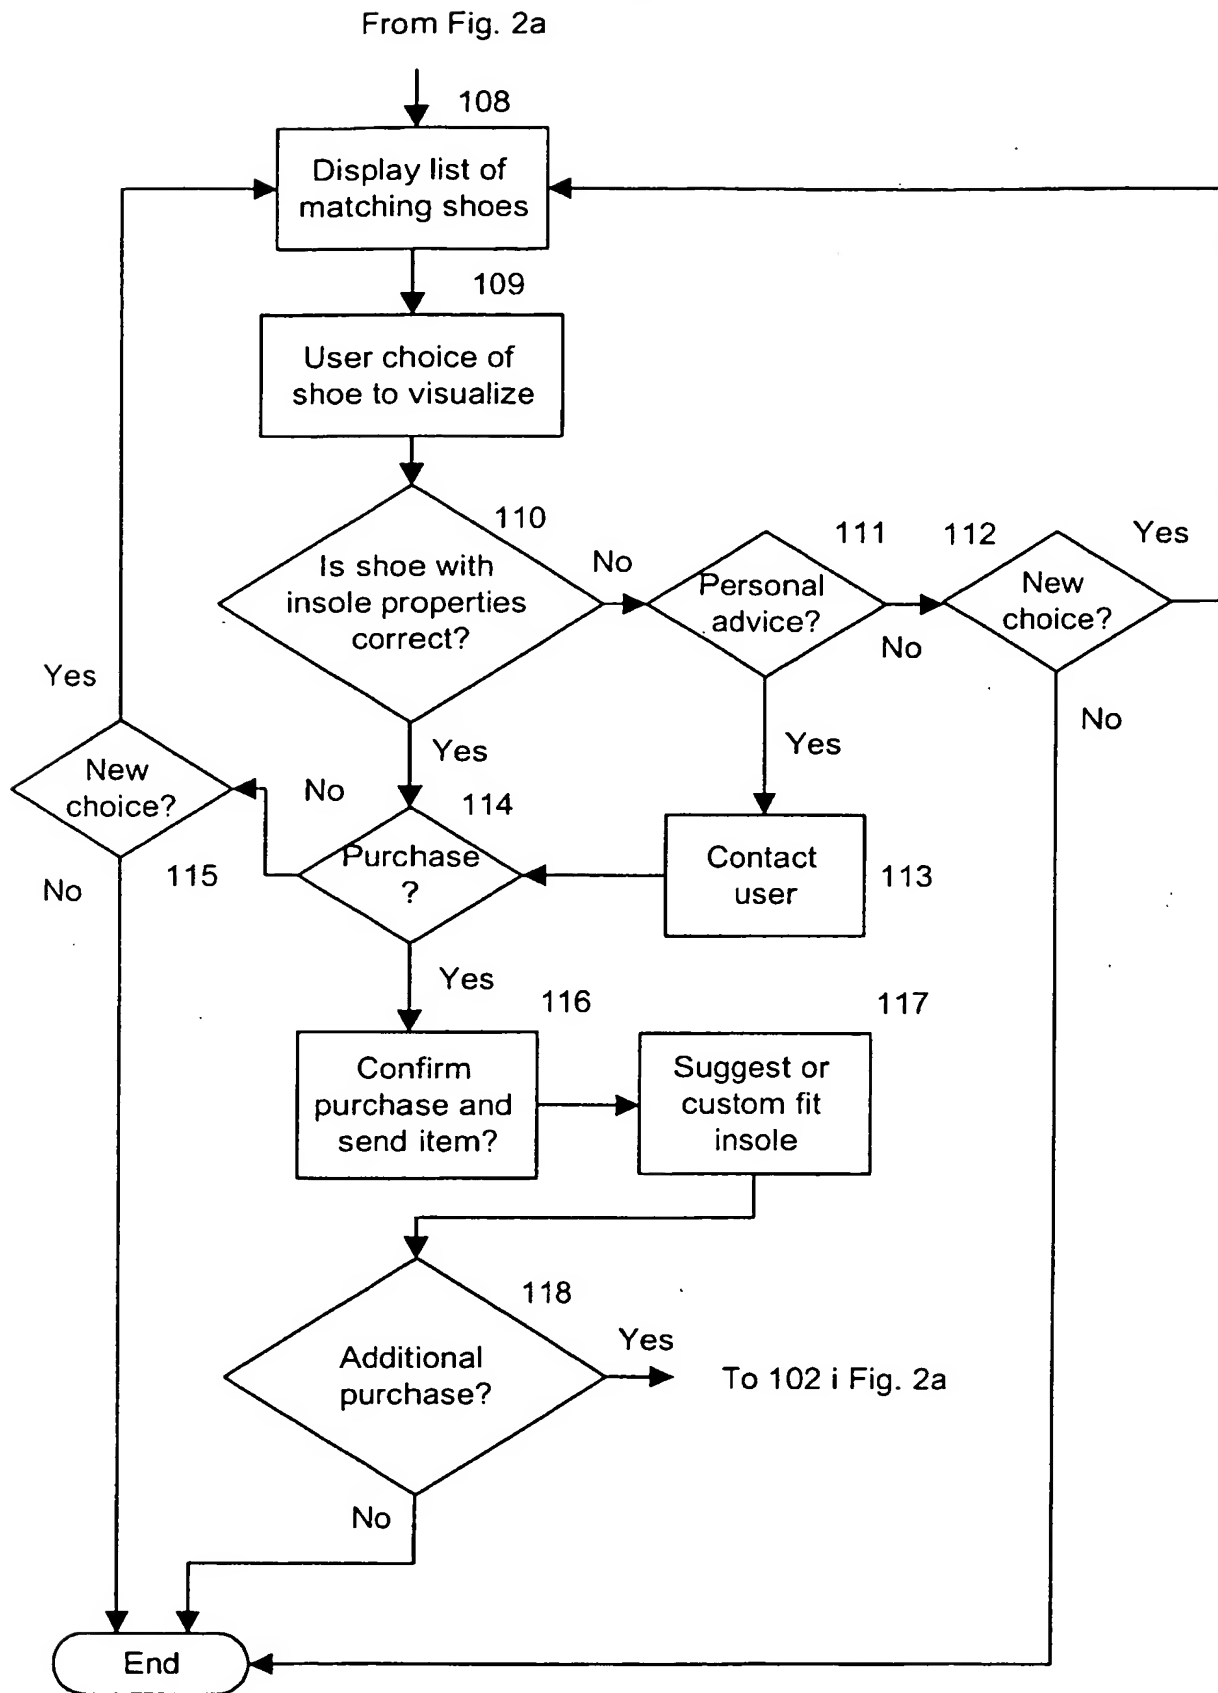 From Fig. 2a
108
Display list of
matching shoes
109
User choice of
shoe to visualize
110
Is shoe with
insole properties
correct?
No
111
Personal
advice?
No
112
New
choice?
Yes
No
Yes
Yes
New
choice?
No
115
Yes
No
114
Purchase
?
Contact
user
113
Yes
116
Confirm
purchase and
send item?
117
Suggest or
custom fit
insole
118
Additional
purchase?
Yes
To 102 i Fig. 2a
No
End